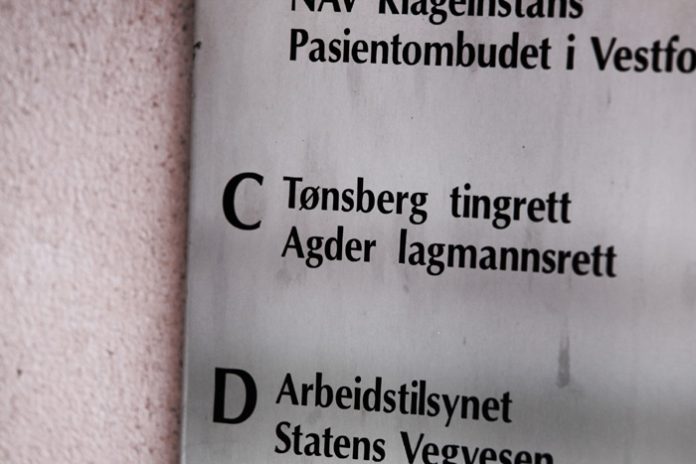 NAV Klageinstans
Pasientombudet i Vestfo
C Tønsberg tingrett
Agder lagmannsrett
D Arbeidstilsynet
Statens Vegvesen